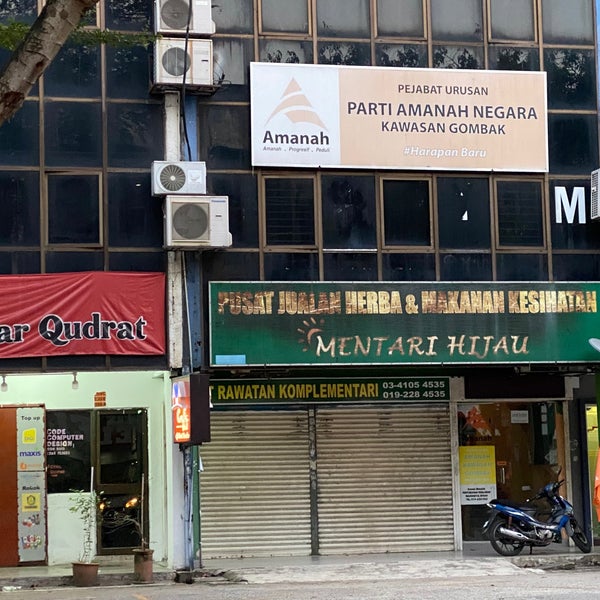 Amanah
Amanah . Progresif . Peduli
PEJABAT URUSAN
PARTI AMANAH NEGARA
KAWASAN GOMBAK
#Harapan Baru
M
ar Qudrat
PUSAT JUALAN HERBA & MAKANAN KESIHATAN
MENTARI HIJAU
RAWATAN KOMPLEMENTARI
03-4105 4535
019-228 4535
Top up
maxis
CODE
COMPUTER
DESIGN
Amanah